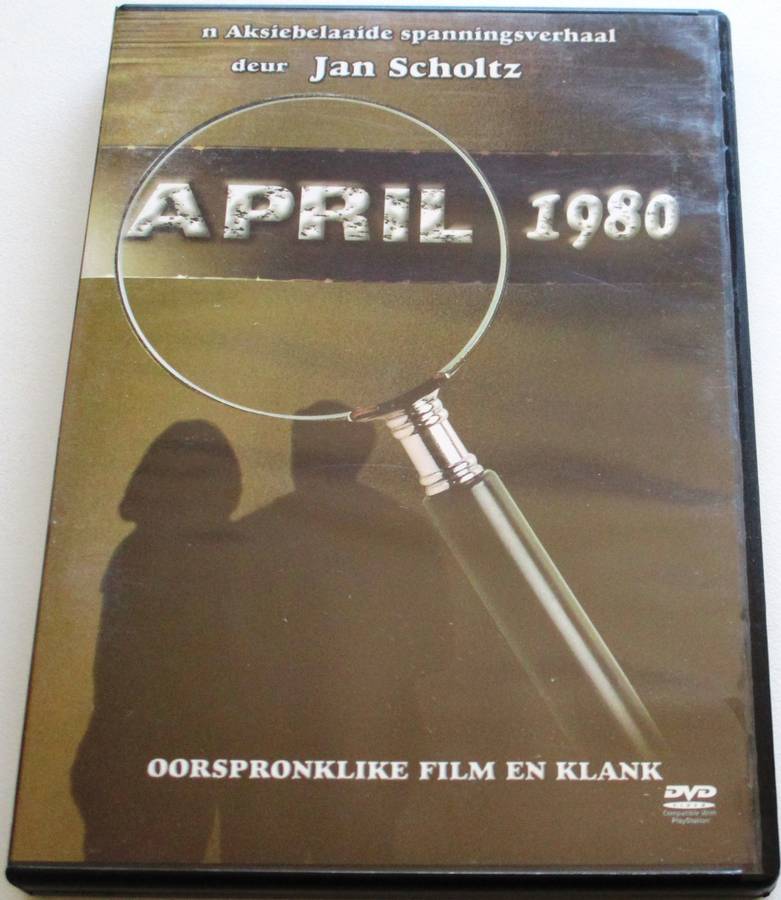 n Aksiebelaaide spanningsverhaal
deur Jan Scholtz
APRIL 1980
OORSPRONKLIKE FILM EN KLANK
DVD
VIDEO
Compatible With
PlayStation